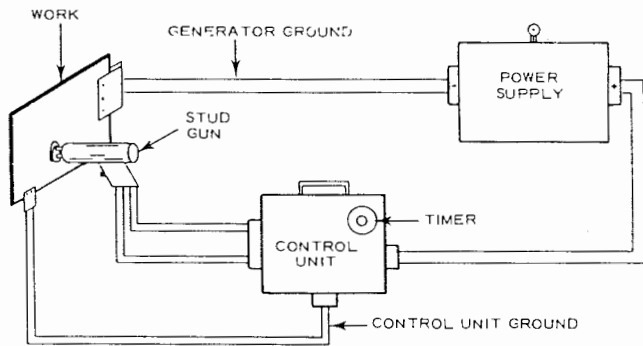 WORK
GENERATOR GROUND
POWER
SUPPLY
- +
STUD
GUN
TIMER
CONTROL
UNIT
CONTROL UNIT GROUND